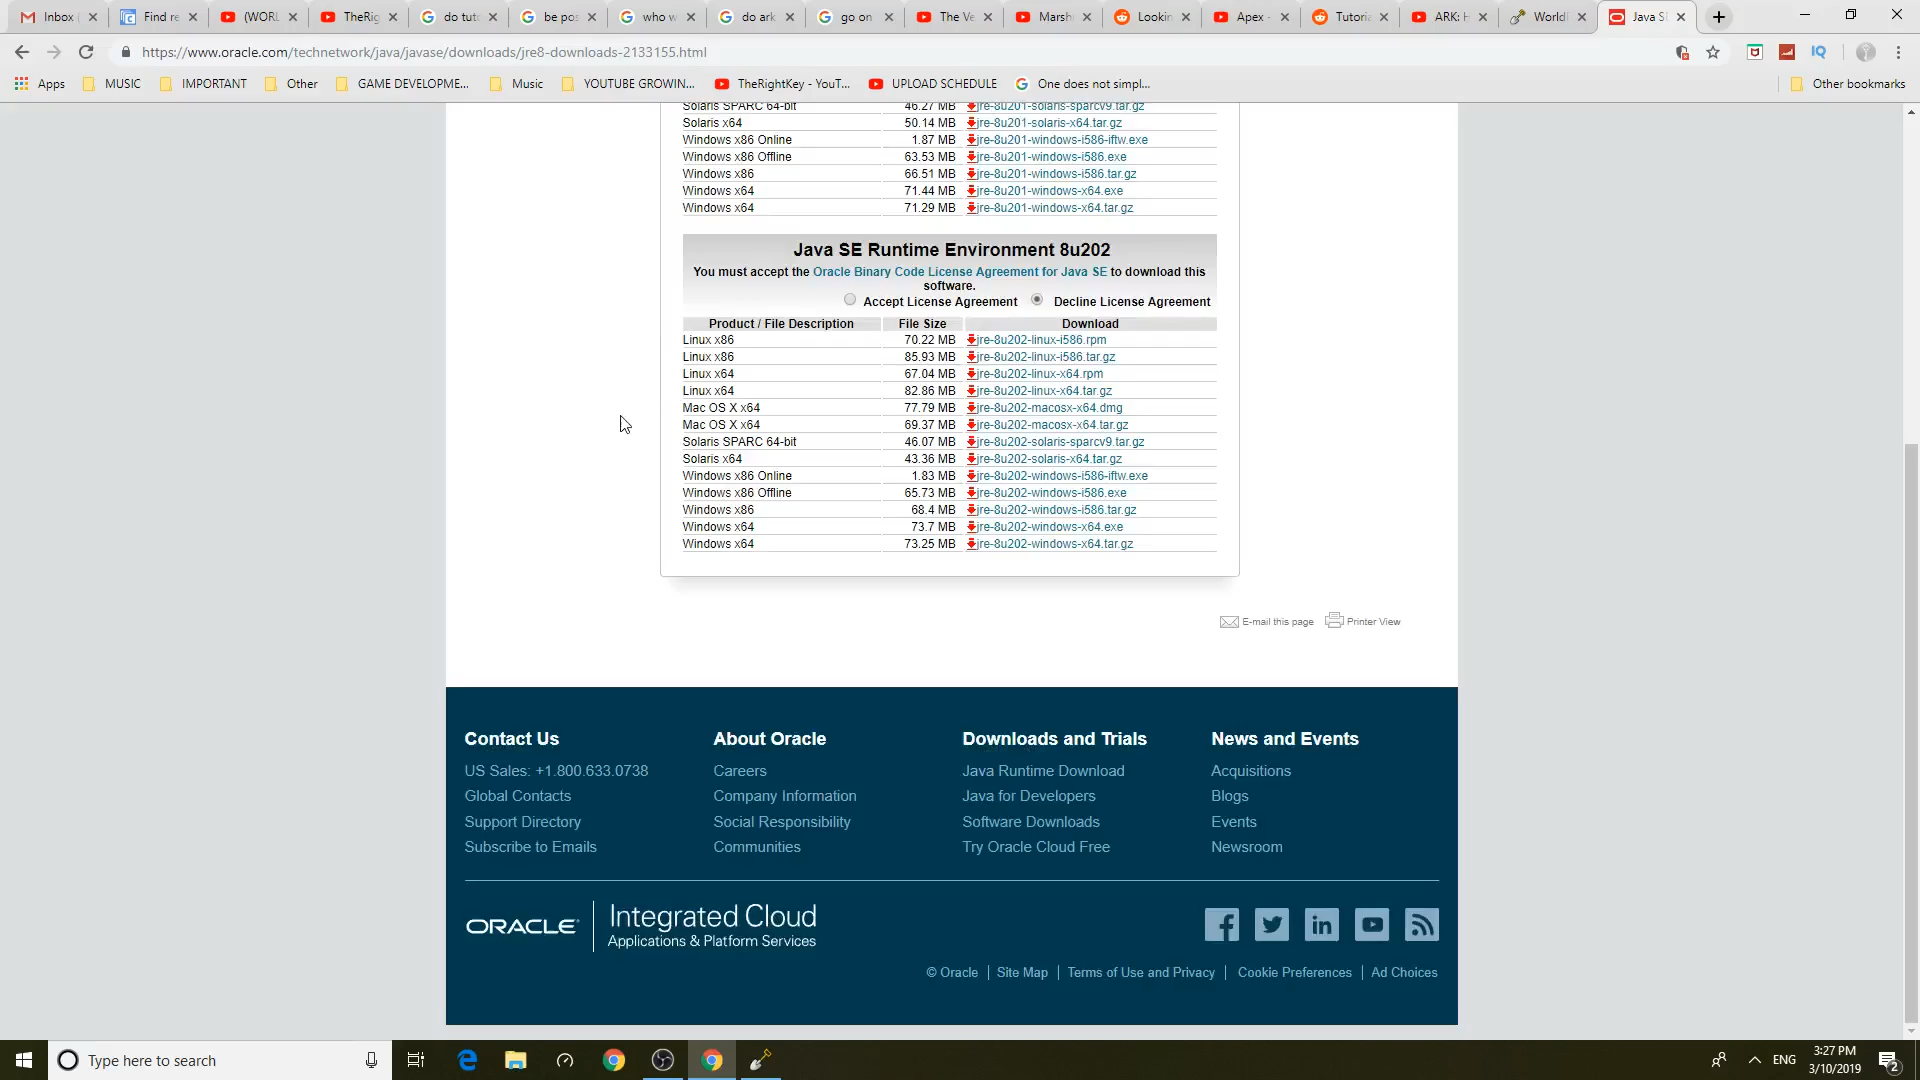 Inbox (
Find re
(WORL
TheRig
do tuto
be pos
who w
do ark
go on
The Ve
Marsh
Lookin
Apex -
Tutoria
ARK: H
World
Java SE
https://www.oracle.com/technetwork/java/javase/downloads/jre8-downloads-2133155.html
Apps
MUSIC
IMPORTANT
Other
GAME DEVELOPME...
Music
YOUTUBE GROWIN...
TheRightKey - YouT...
UPLOAD SCHEDULE
One does not simpl...
Other bookmarks
Solaris SPARC 64-bit 46.27 MB jre-8u201-solaris-sparcv9.tar.gz
Solaris x64 50.14 MB jre-8u201-solaris-x64.tar.gz
Windows x86 Online 1.87 MB jre-8u201-windows-i586-iftw.exe
Windows x86 Offline 63.53 MB jre-8u201-windows-i586.exe
Windows x86 66.51 MB jre-8u201-windows-i586.tar.gz
Windows x64 71.44 MB jre-8u201-windows-x64.exe
Windows x64 71.29 MB jre-8u201-windows-x64.tar.gz
Java SE Runtime Environment 8u202
You must accept the Oracle Binary Code License Agreement for Java SE to download this
software.
Accept License Agreement Decline License Agreement
Product / File Description File Size Download
Linux x86 70.22 MB jre-8u202-linux-i586.rpm
Linux x86 85.93 MB jre-8u202-linux-i586.tar.gz
Linux x64 67.04 MB jre-8u202-linux-x64.rpm
Linux x64 82.86 MB jre-8u202-linux-x64.tar.gz
Mac OS X x64 77.79 MB jre-8u202-macosx-x64.dmg
Mac OS X x64 69.37 MB jre-8u202-macosx-x64.tar.gz
Solaris SPARC 64-bit 46.07 MB jre-8u202-solaris-sparcv9.tar.gz
Solaris x64 43.36 MB jre-8u202-solaris-x64.tar.gz
Windows x86 Online 1.83 MB jre-8u202-windows-i586-iftw.exe
Windows x86 Offline 65.73 MB jre-8u202-windows-i586.exe
Windows x86 68.4 MB jre-8u202-windows-i586.tar.gz
Windows x64 73.7 MB jre-8u202-windows-x64.exe
Windows x64 73.25 MB jre-8u202-windows-x64.tar.gz
E-mail this page Printer View
Contact Us
US Sales: +1.800.633.0738
Global Contacts
Support Directory
Subscribe to Emails
About Oracle
Careers
Company Information
Social Responsibility
Communities
Downloads and Trials
Java Runtime Download
Java for Developers
Software Downloads
Try Oracle Cloud Free
News and Events
Acquisitions
Blogs
Events
Newsroom
ORACLE
Integrated Cloud
Applications & Platform Services
© Oracle | Site Map | Terms of Use and Privacy | Cookie Preferences | Ad Choices
Type here to search
ENG
3:27 PM
3/10/2019
2